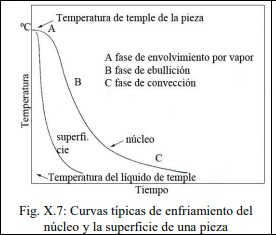 Temperatura de temple de la pieza
ºC
A
A fase de envolvimiento por vapor
B fase de ebullición
C fase de convección
B
Temperatura
superfi.
cie
núcleo
C
Temperatura del líquido de temple
Tiempo
Fig. X.7: Curvas típicas de enfriamiento del
núcleo y la superficie de una pieza